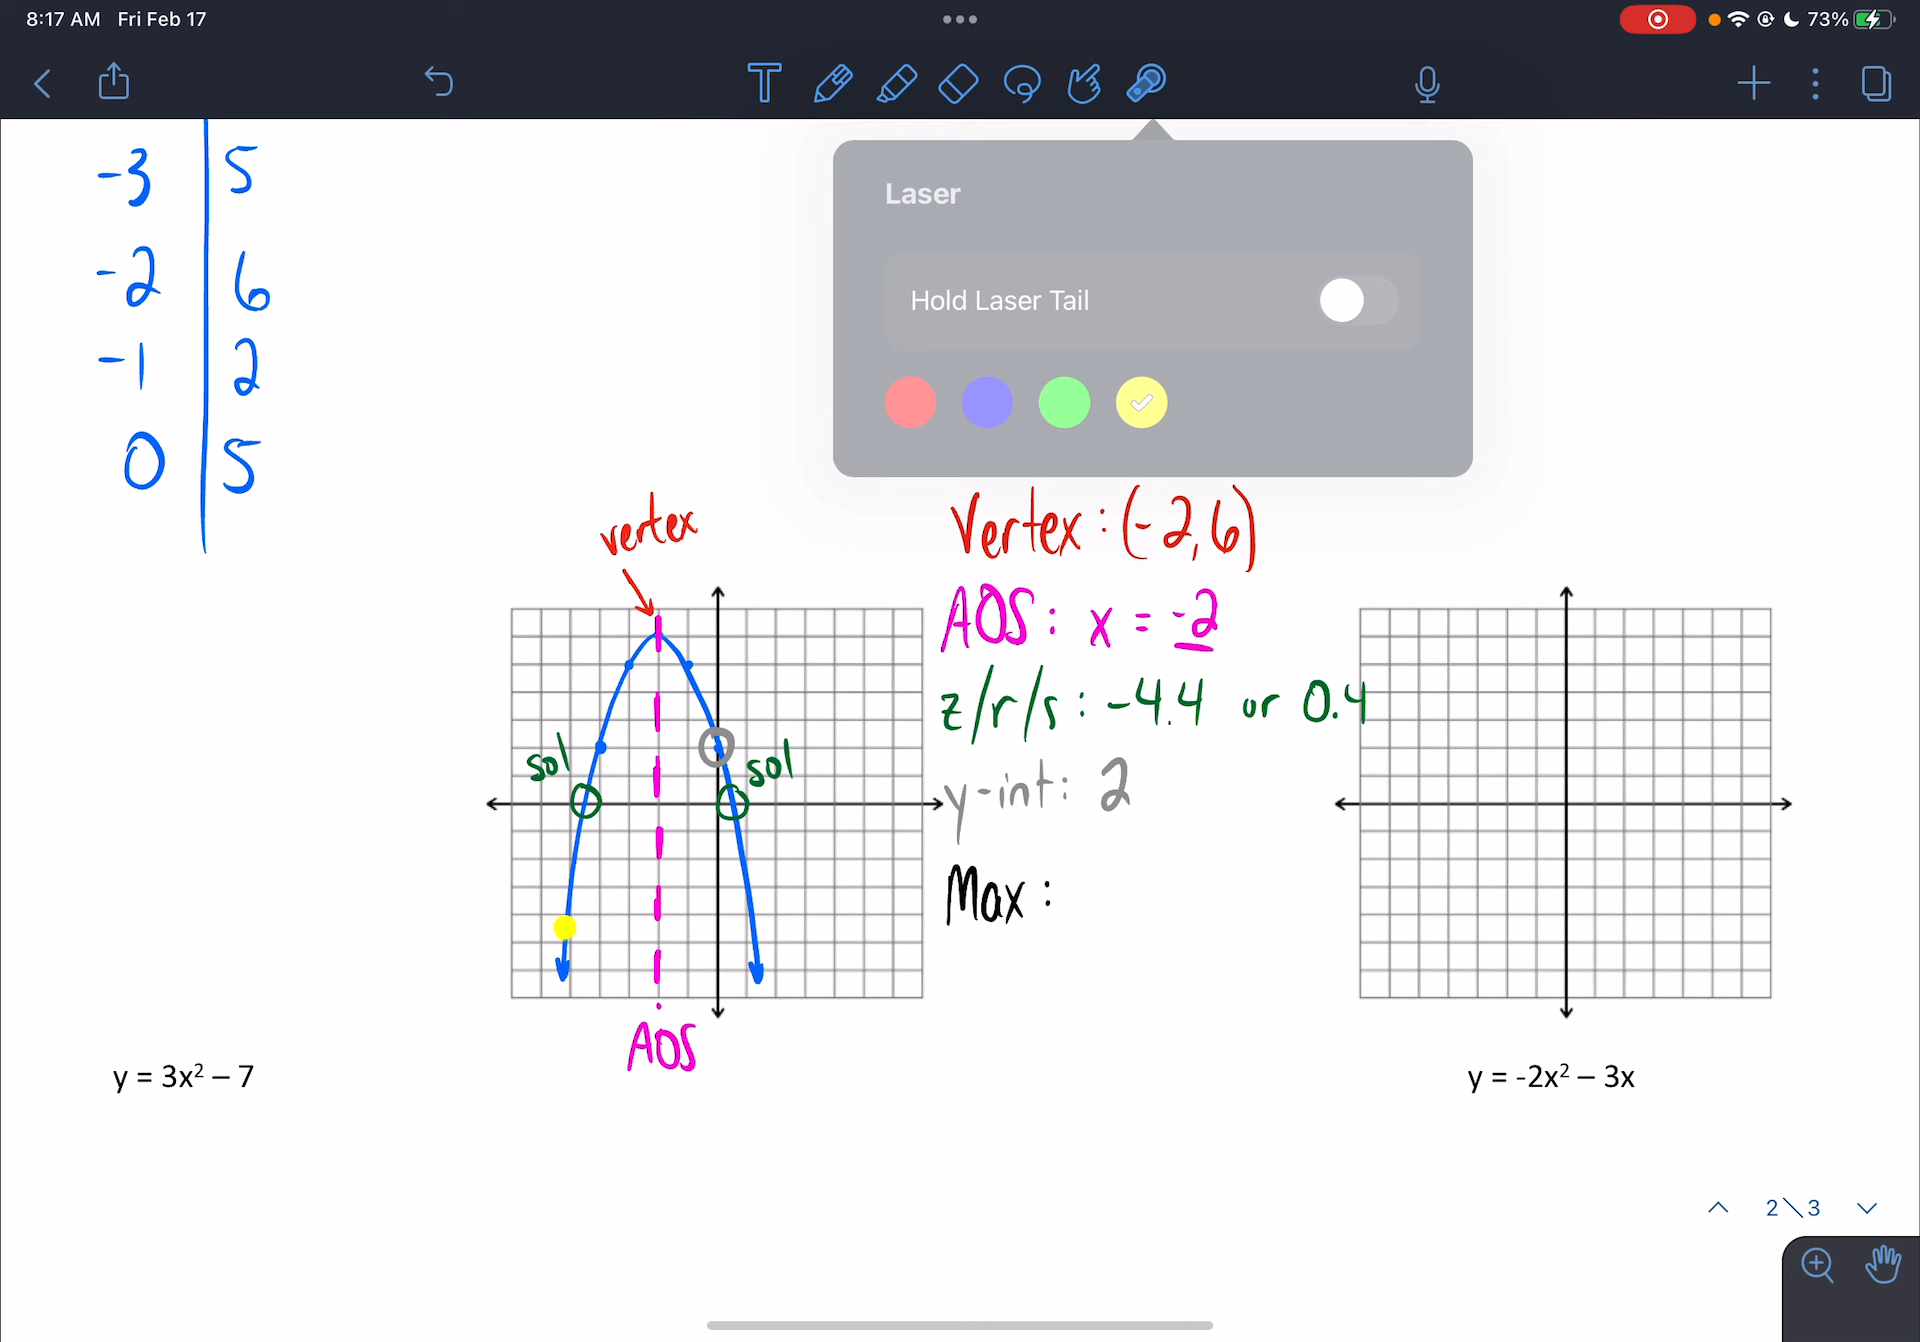 8:17 AM Fri Feb 17
73%
Laser
Hold Laser Tail
-3 5
-2 6
-1 2
0 5
vertex
Vertex: (-2,6)
AOS: x = -2
z/r/s: -4.4 or 0.4
sol
sol
y-int: 2
Max:
AOS
y = 3x² – 7
y = -2x² – 3x
2\3